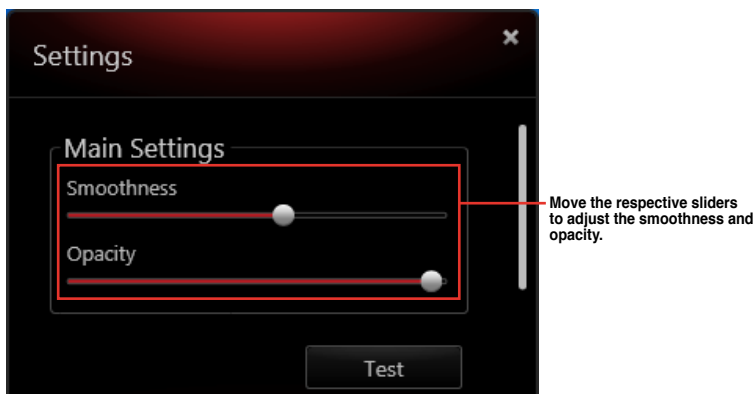 Settings
Main Settings
Smoothness
Opacity
Test
Move the respective sliders
to adjust the smoothness and
opacity.